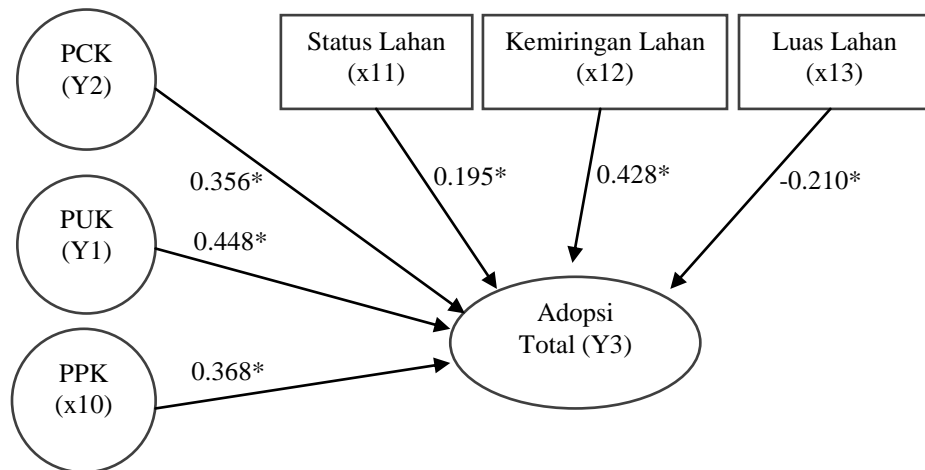 PCK
(Y2)
Status Lahan
(x11)
Kemiringan Lahan
(x12)
Luas Lahan
(x13)
0.356*
0.195*
0.428*
-0.210*
PUK
(Y1)
0.448*
Adopsi
Total (Y3)
PPK
(x10)
0.368*